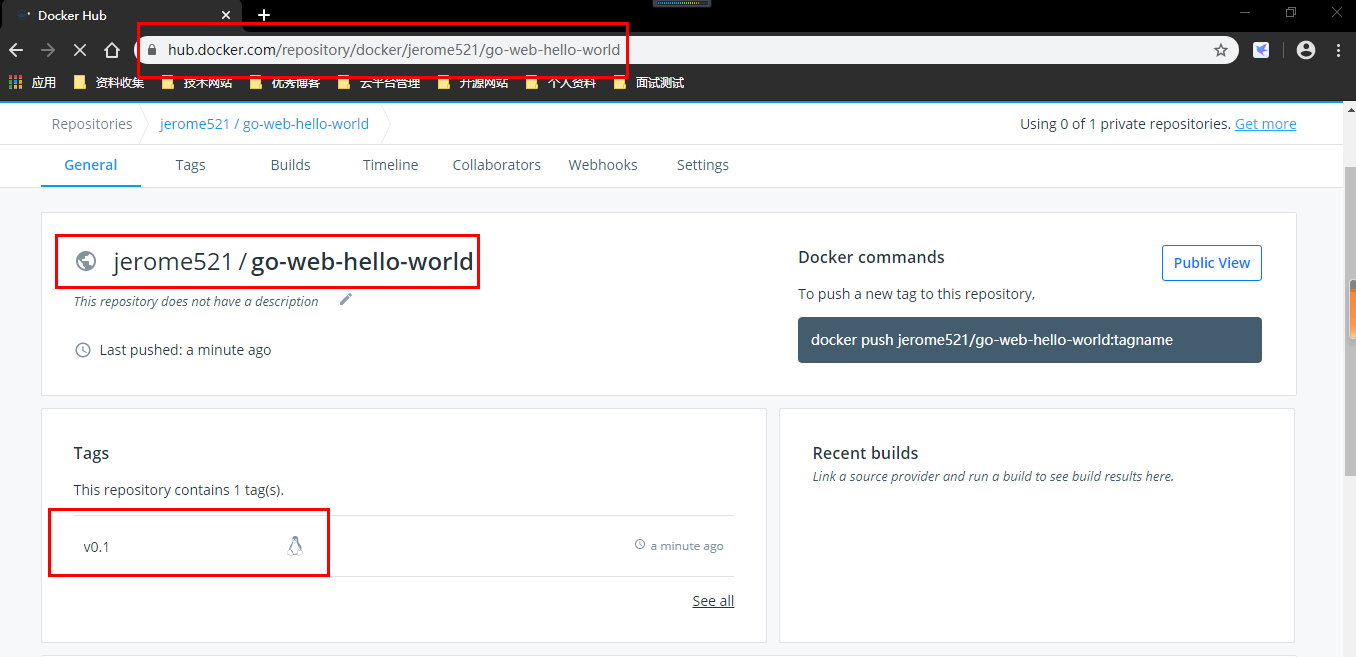 Docker Hub
hub.docker.com/repository/docker/jerome521/go-web-hello-world
应用 资料收集 技术网站 优秀博客 云平台管理 开源网站 个人资料 面试测试
Repositories jerome521 / go-web-hello-world Using 0 of 1 private repositories. Get more
General Tags Builds Timeline Collaborators Webhooks Settings
jerome521 / go-web-hello-world
This repository does not have a description
Last pushed: a minute ago
Docker commands
Public View
To push a new tag to this repository,
docker push jerome521/go-web-hello-world:tagname
Tags
This repository contains 1 tag(s).
v0.1 a minute ago
See all
Recent builds
Link a source provider and run a build to see build results here.